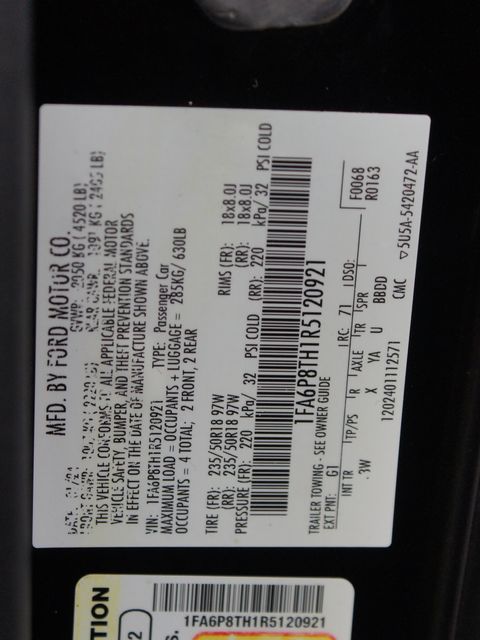 MFD. BY FORD MOTOR CO.
GVWR: 2050 KG ( 4520 LB)
THIS VEHICLE CONFORMS TO ALL APPLICABLE FEDERAL MOTOR
VEHICLE SAFETY, BUMPER, AND THEFT PREVENTION STANDARDS
IN EFFECT ON THE DATE OF MANUFACTURE SHOWN ABOVE.
VIN: 1FA6P8TH1R5120921 TYPE: Passenger Car
MAXIMUM LOAD = OCCUPANTS + LUGGAGE = 285KG/ 630LB
OCCUPANTS = 4 TOTAL; 2 FRONT, 2 REAR
TIRE (FR): 235/50R18 97W RIMS (FR): 18x8.0J
(RR): 235/50R18 97W (RR): 18x8.0J
PRESSURE (FR): 220 kPa/ 32 PSI COLD (RR): 220 kPa/ 32 PSI COLD
1FA6P8TH1R5120921
TRAILER TOWING - SEE OWNER GUIDE
F0068
R0163
EXT PNT: G1 RC: 71 DSO:
INT TR TP/PS R AXLE TR SPR
3W X YA U BBDD
1202401112571 CMC ▽5U5A-5420472-AA
TION
2
S.
1FA6P8TH1R5120921